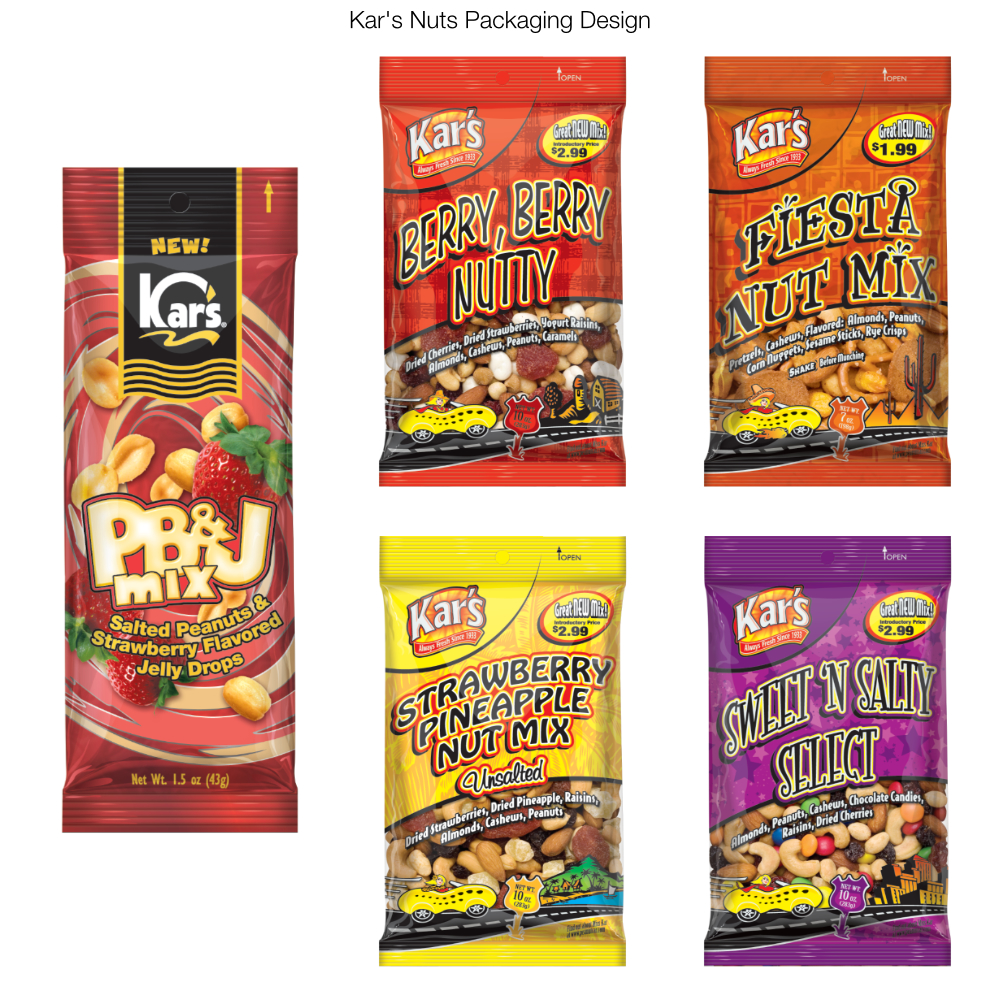 Kar's Nuts Packaging Design
NEW!
Kar's®
PB&J
mix
Salted Peanuts &
Strawberry Flavored
Jelly Drops
Net Wt. 1.5 oz (43g)
OPEN
Kar's
Always Fresh Since 1933
Great NEW Mix!
Introductory Price
$2.99
BERRY, BERRY
NUTTY
Dried Cherries, Dried Strawberries, Yogurt Raisins,
Almonds, Cashews, Peanuts, Caramels
OPEN
Kar's
Always Fresh Since 1933
Great NEW Mix!
$1.99
FIESTA
NUT MIX
Pretzels, Cashews, Flavored: Almonds, Peanuts,
Corn Nuggets, Sesame Sticks, Rye Crisps
SHAKE Before Munching
NET WT.
7 oz.
(198g)
OPEN
Kar's
Always Fresh Since 1933
Great NEW Mix!
Introductory Price
$2.99
STRAWBERRY
PINEAPPLE
NUT MIX
Unsalted
Dried Strawberries, Dried Pineapple, Raisins,
Almonds, Cashews, Peanuts
NET WT.
10 oz.
(283g)
OPEN
Kar's
Always Fresh Since 1933
Great NEW Mix!
Introductory Price
$2.99
SWEET 'N SALTY
SELECT
Almonds, Peanuts, Cashews, Chocolate Candies,
Raisins, Dried Cherries
NET WT.
10 oz.
(283g)